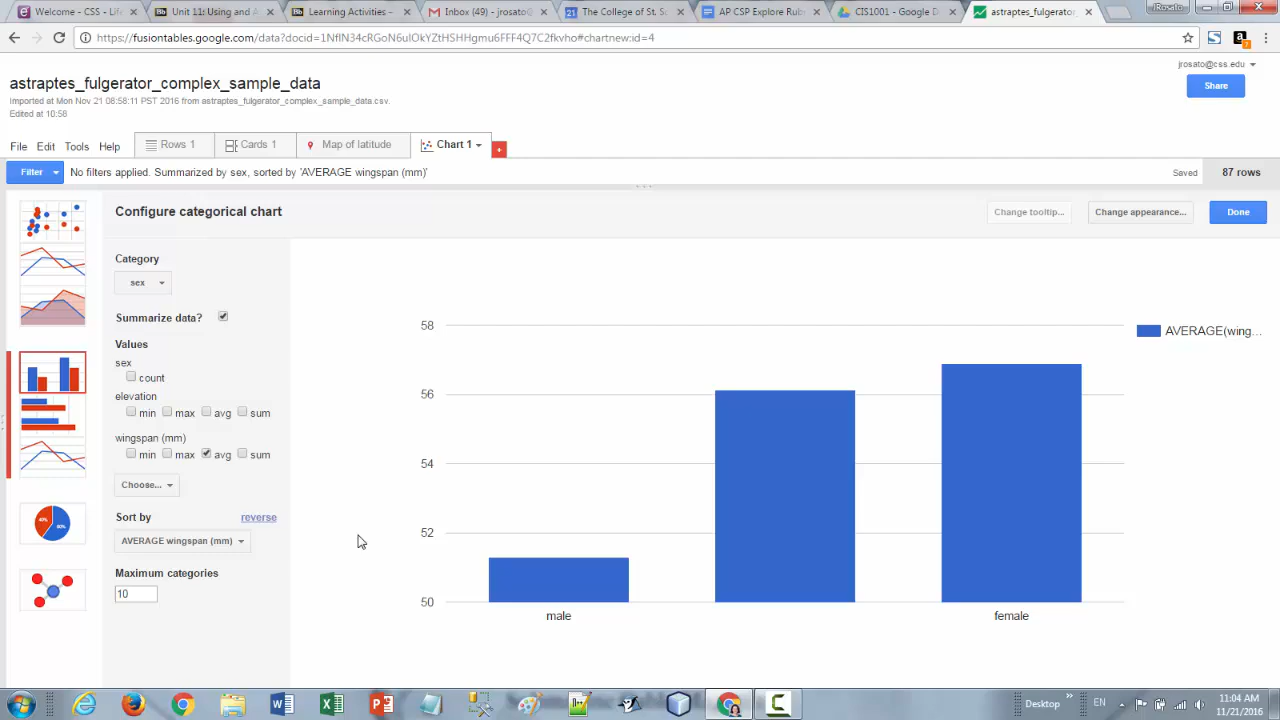 Welcome - CSS - Life
Unit 11: Using and A
Learning Activities –
Inbox (49) - jrosato@
The College of St. S
AP CSP Explore Rub
CIS1001 - Google D
astraptes_fulgerator
jRosato
https://fusiontables.google.com/data?docid=1NfIN34cRGoN6uIOkYZtHSHHgmu6FFF4Q7C2fkvho#chartnew:id=4
jrosato@css.edu
astraptes_fulgerator_complex_sample_data
Share
Imported at Mon Nov 21 08:58:11 PST 2016 from astraptes_fulgerator_complex_sample_data.csv.
Edited at 10:58
File Edit Tools Help Rows 1 Cards 1 Map of latitude Chart 1 +
Filter No filters applied. Summarized by sex, sorted by 'AVERAGE wingspan (mm)' Saved 87 rows
Configure categorical chart Change tooltip... Change appearance... Done
Category
sex
Summarize data?
Values
sex
count
elevation
min max avg sum
wingspan (mm)
min max avg sum
Choose...
Sort by reverse
AVERAGE wingspan (mm)
Maximum categories
10
58
56
54
52
50
male female
AVERAGE(wing...
Desktop EN
11:04 AM
11/21/2016